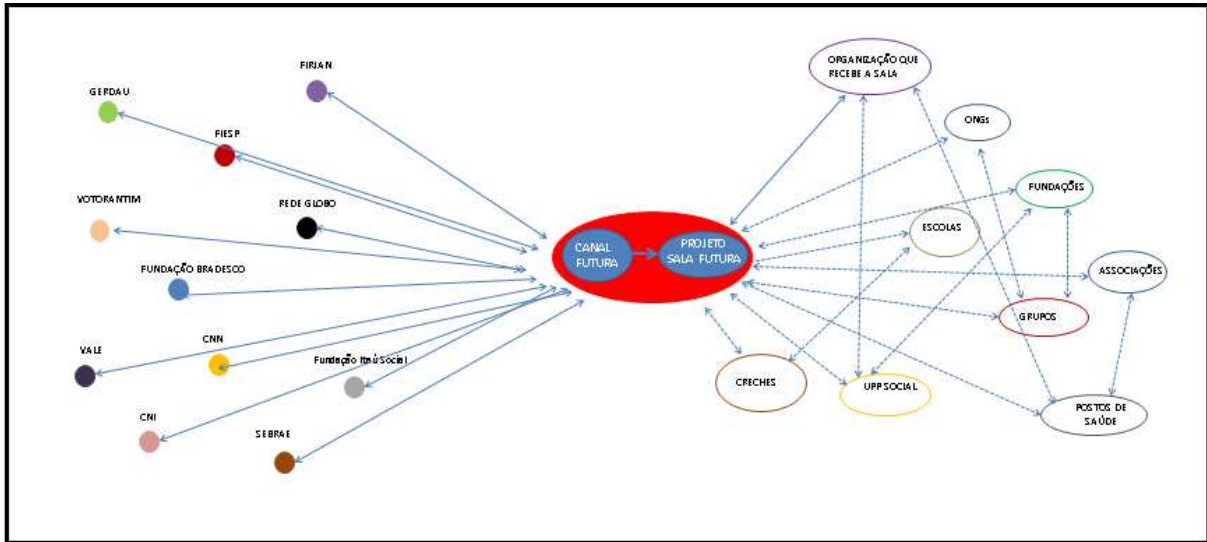 FIRIAN
GERDAU
FIESP
VOTORANTIM
REDE GLOBO
FUNDAÇÃO BRADESCO
VALE
CNN
Fundação Itaú Social
CNI
SEBRAE
CANAL
FUTURA
PROJETO
SALA FUTURA
ORGANIZAÇÃO QUE
RECEBE A SALA
ONGs
FUNDAÇÕES
ESCOLAS
ASSOCIAÇÕES
GRUPOS
CRECHES
UPP SOCIAL
POSTOS DE
SAÚDE